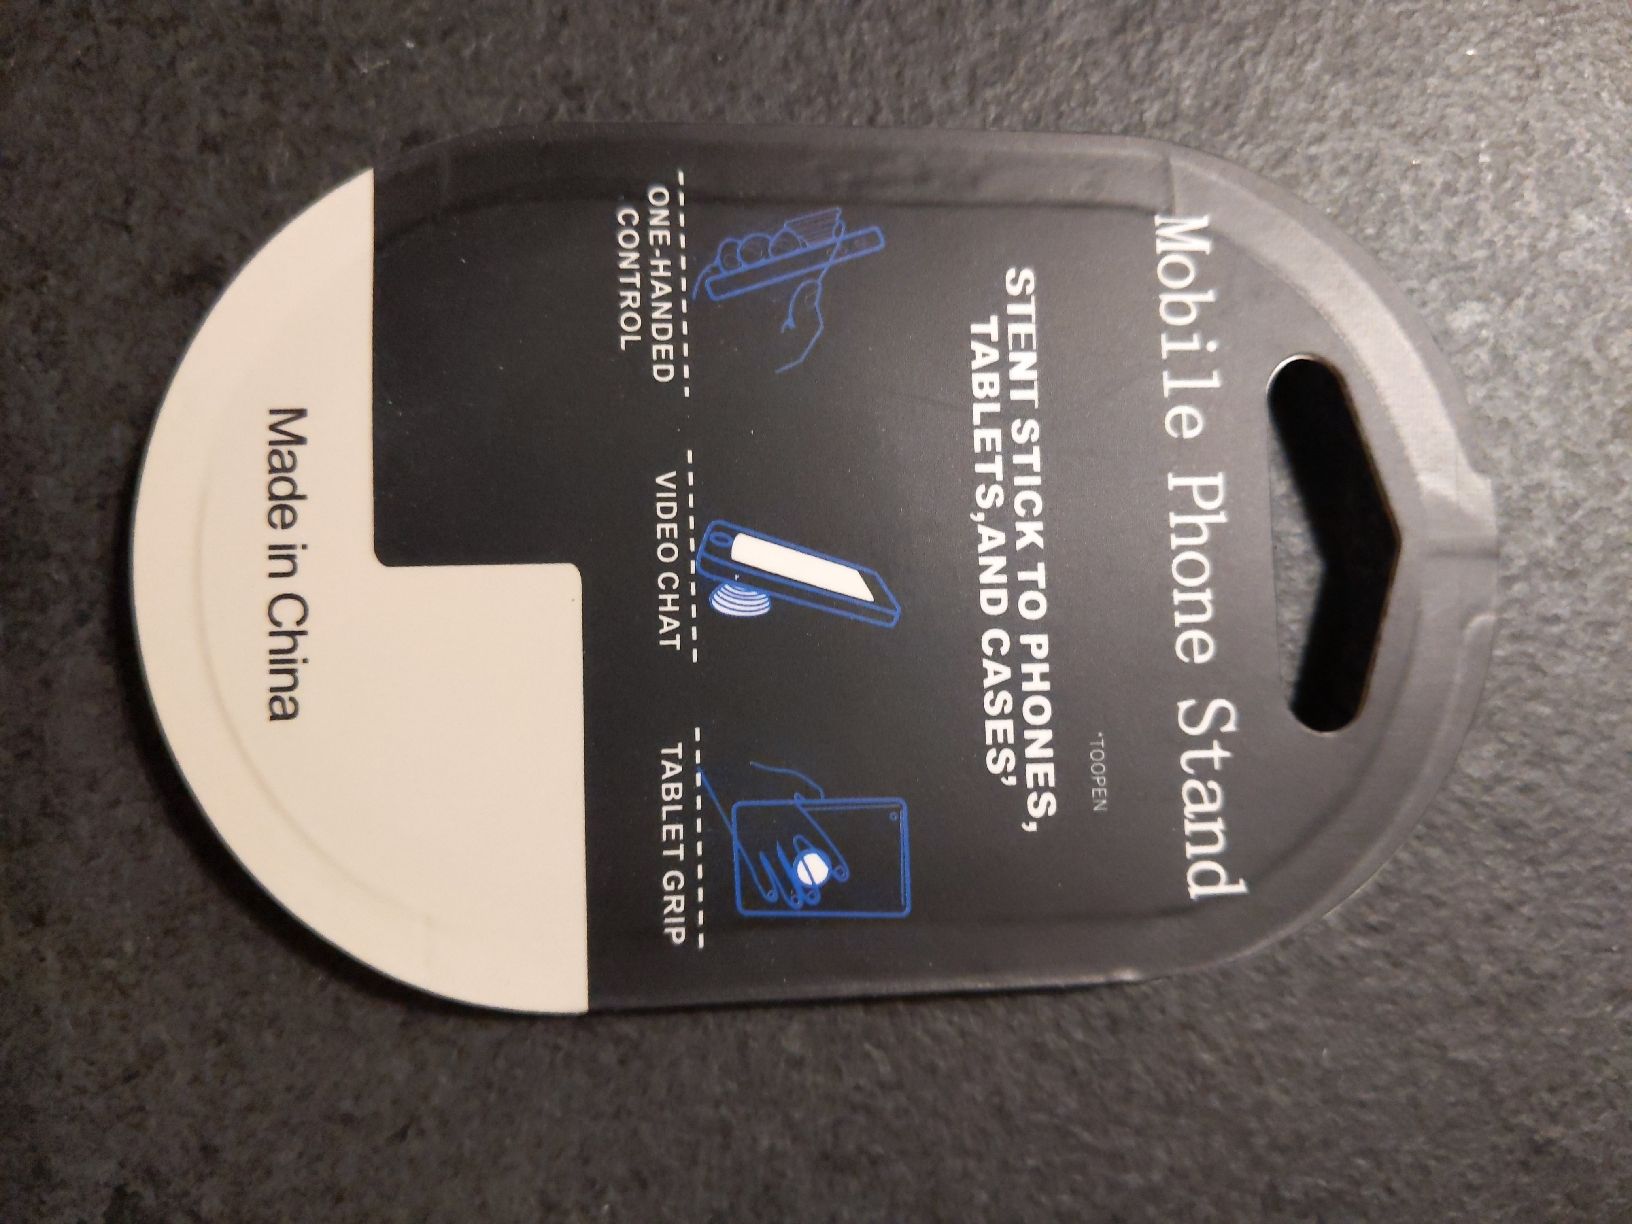 Mobile Phone Stand
*TOOPEN
STENT STICK TO PHONES,
TABLETS,AND CASES’
ONE-HANDED
CONTROL
VIDEO CHAT
TABLET GRIP
Made in China